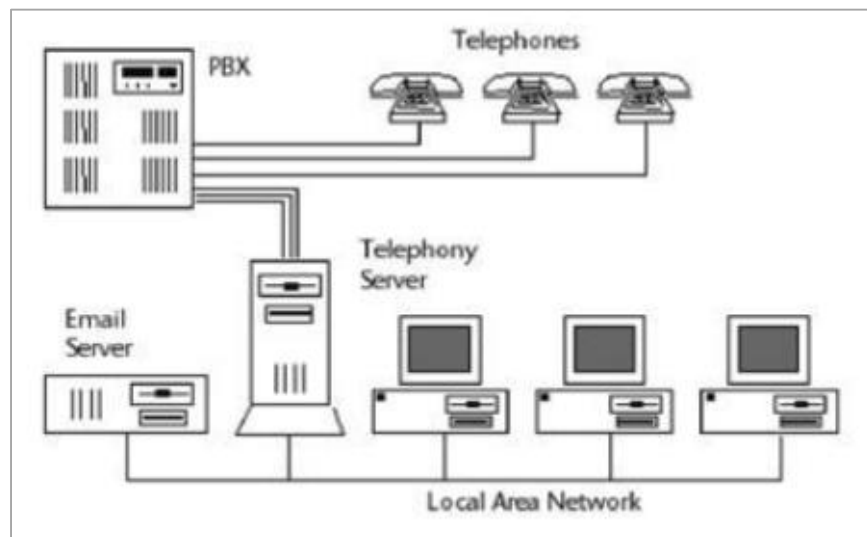 PBX
Telephones
Telephony
Server
Email
Server
Local Area Network